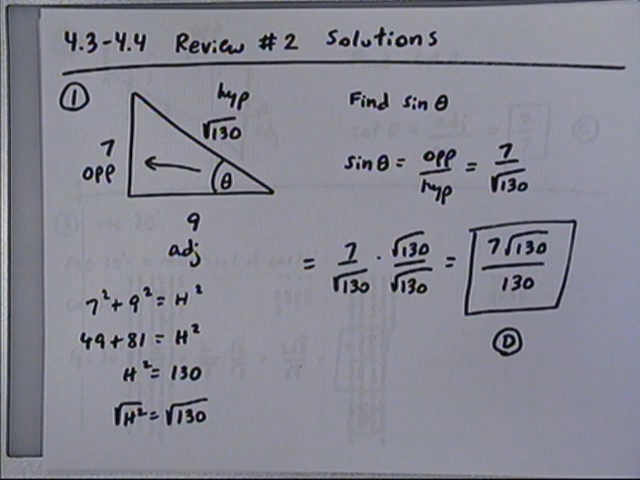 4.3-4.4 Review #2 Solutions
① hyp Find sin θ
√130
7
opp
θ
sin θ = opp/hyp = 7/√130
9
adj
= 7/√130 · √130/√130 = 7√130/130
D
7² + 9² = H²
49 + 81 = H²
H² = 130
√H² = √130